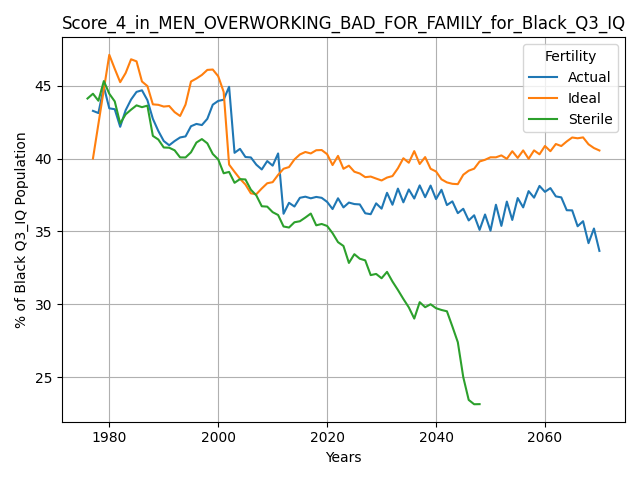 Score_4_in_MEN_OVERWORKING_BAD_FOR_FAMILY_for_Black_Q3_IQ
Fertility
Actual
Ideal
Sterile
% of Black Q3_IQ Population
45
40
35
30
25
1980
2000
2020
2040
2060
Years